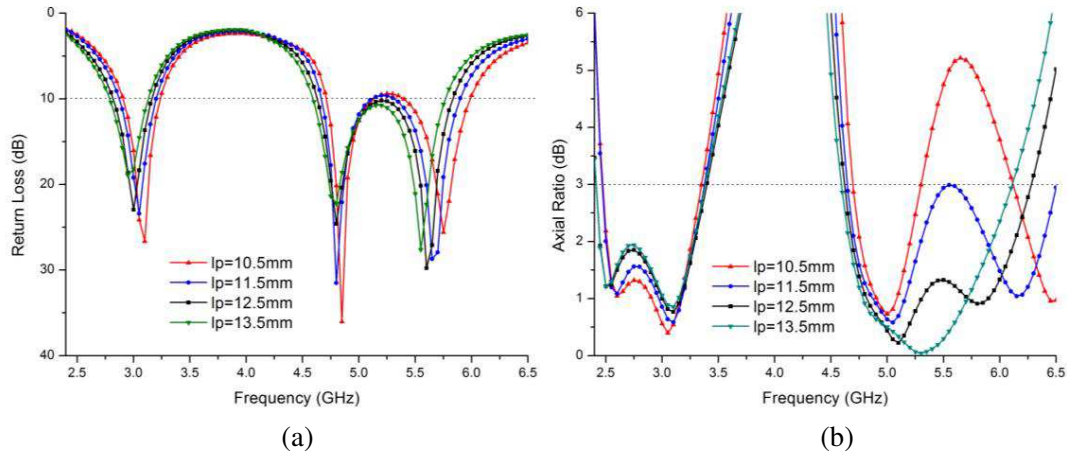 0
10
20
30
40
Return Loss (dB)
lp=10.5mm
lp=11.5mm
lp=12.5mm
lp=13.5mm
2.5 3.0 3.5 4.0 4.5 5.0 5.5 6.0 6.5
Frequency (GHz)
(a)
6
5
4
3
2
1
0
Axial Ratio (dB)
lp=10.5mm
lp=11.5mm
lp=12.5mm
lp=13.5mm
2.5 3.0 3.5 4.0 4.5 5.0 5.5 6.0 6.5
Frequency (GHz)
(b)